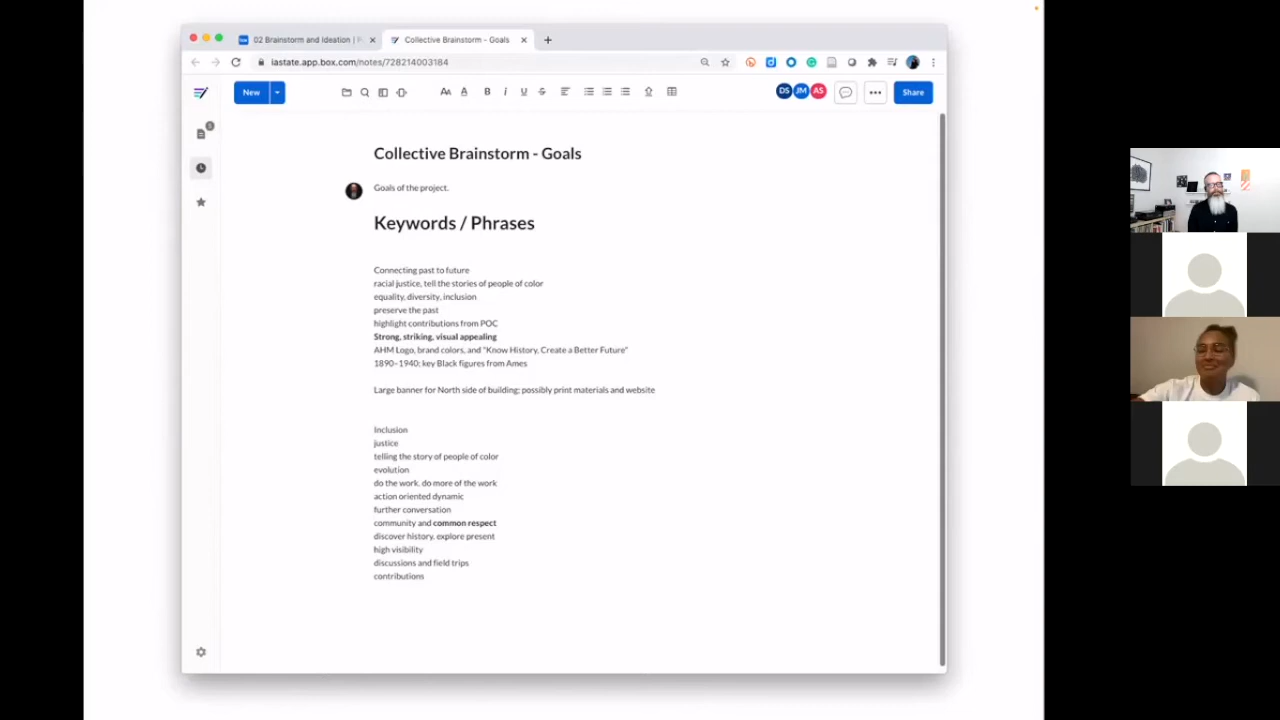 02 Brainstorm and Ideation |
Collective Brainstorm - Goals
iastate.app.box.com/notes/728214003184
New
DS JM AS
Share
Collective Brainstorm - Goals
Goals of the project.
Keywords / Phrases
Connecting past to future
racial justice, tell the stories of people of color
equality, diversity, inclusion
preserve the past
highlight contributions from POC
Strong, striking, visual appealing
AHM Logo, brand colors, and "Know History, Create a Better Future"
1890–1940; key Black figures from Ames
Large banner for North side of building; possibly print materials and website
Inclusion
justice
telling the story of people of color
evolution
do the work. do more of the work
action oriented dynamic
further conversation
community and common respect
discover history. explore present
high visibility
discussions and field trips
contributions